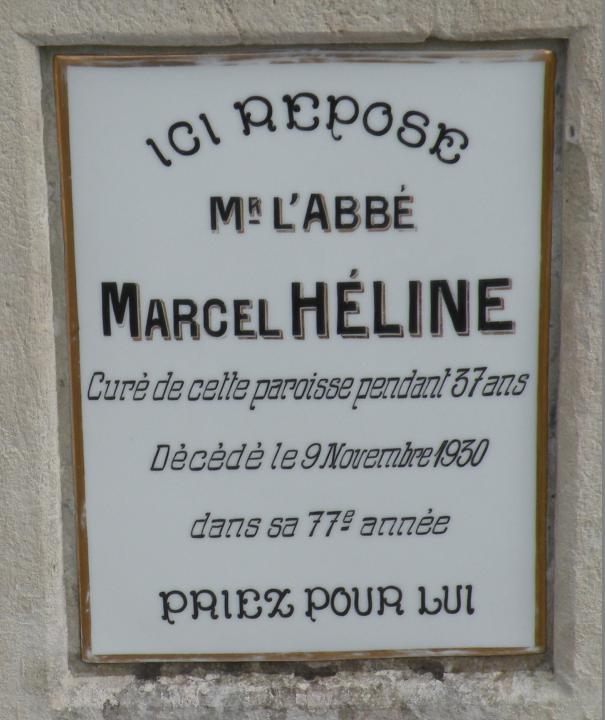 ICI REPOSE
MR L'ABBÉ
MARCEL HÉLINE
Curé de cette paroisse pendant 37 ans
Décédé le 9 Novembre 1930
dans sa 77e année
PRIEZ POUR LUI